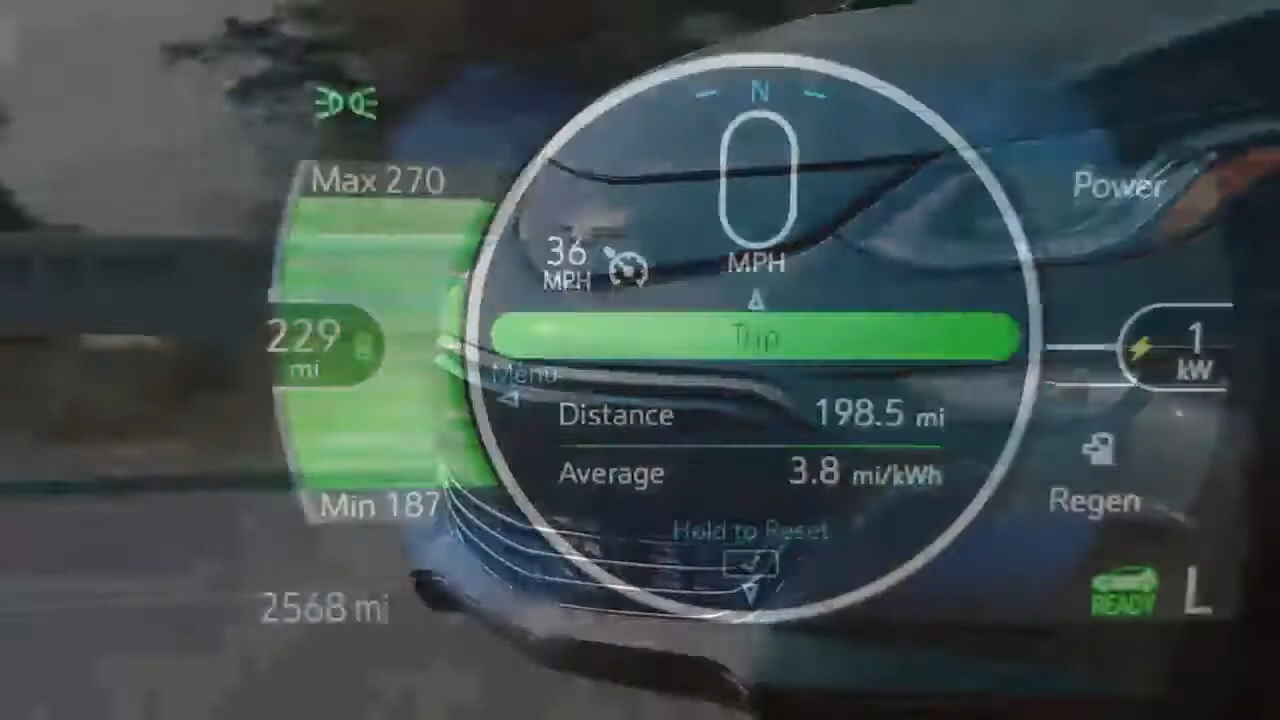 N
Max 270
0
Power
36
MPH
MPH
Trip
229
mi
1
kW
Menu
Distance 198.5 mi
Average 3.8 mi/kWh
Min 187
Regen
Hold to Reset
2568 mi
READY L